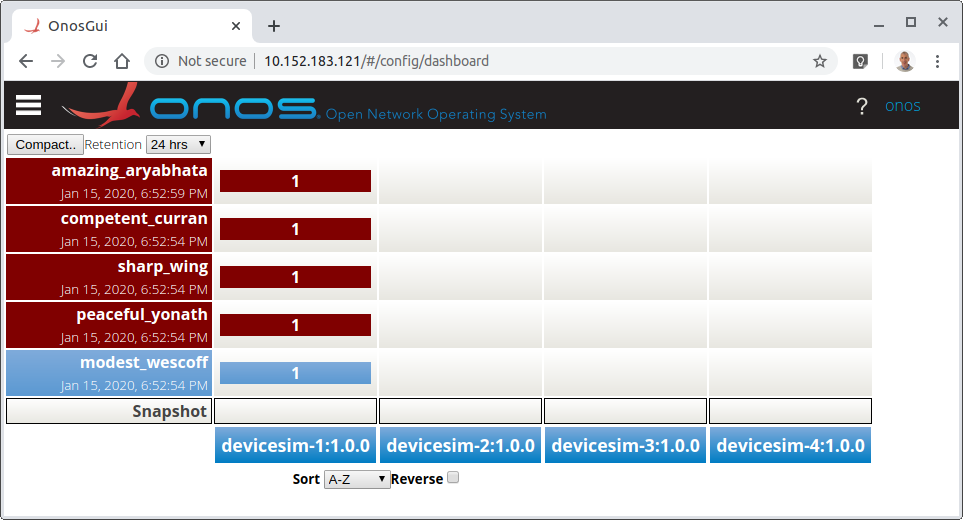 OnosGui
Not secure 10.152.183.121/#/config/dashboard
onos Open Network Operating System ? onos
Compact.. Retention 24 hrs
amazing_aryabhata
Jan 15, 2020, 6:52:59 PM
1
competent_curran
Jan 15, 2020, 6:52:54 PM
1
sharp_wing
Jan 15, 2020, 6:52:54 PM
1
peaceful_yonath
Jan 15, 2020, 6:52:54 PM
1
modest_wescoff
Jan 15, 2020, 6:52:54 PM
1
Snapshot
devicesim-1:1.0.0 devicesim-2:1.0.0 devicesim-3:1.0.0 devicesim-4:1.0.0
Sort A-Z Reverse